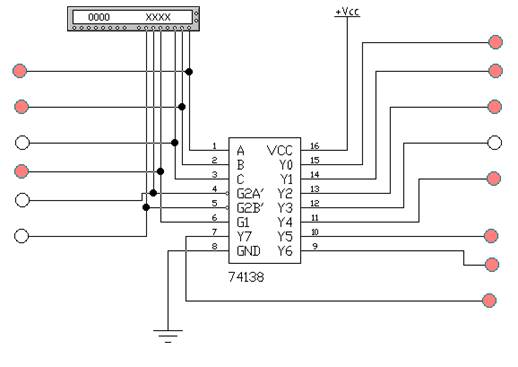 0000 XXXX
+Vcc
1 A VCC 16
2 B Y0 15
3 C Y1 14
4 G2A' Y2 13
5 G2B' Y3 12
6 G1 Y4 11
7 Y7 Y5 10
8 GND Y6 9
74138